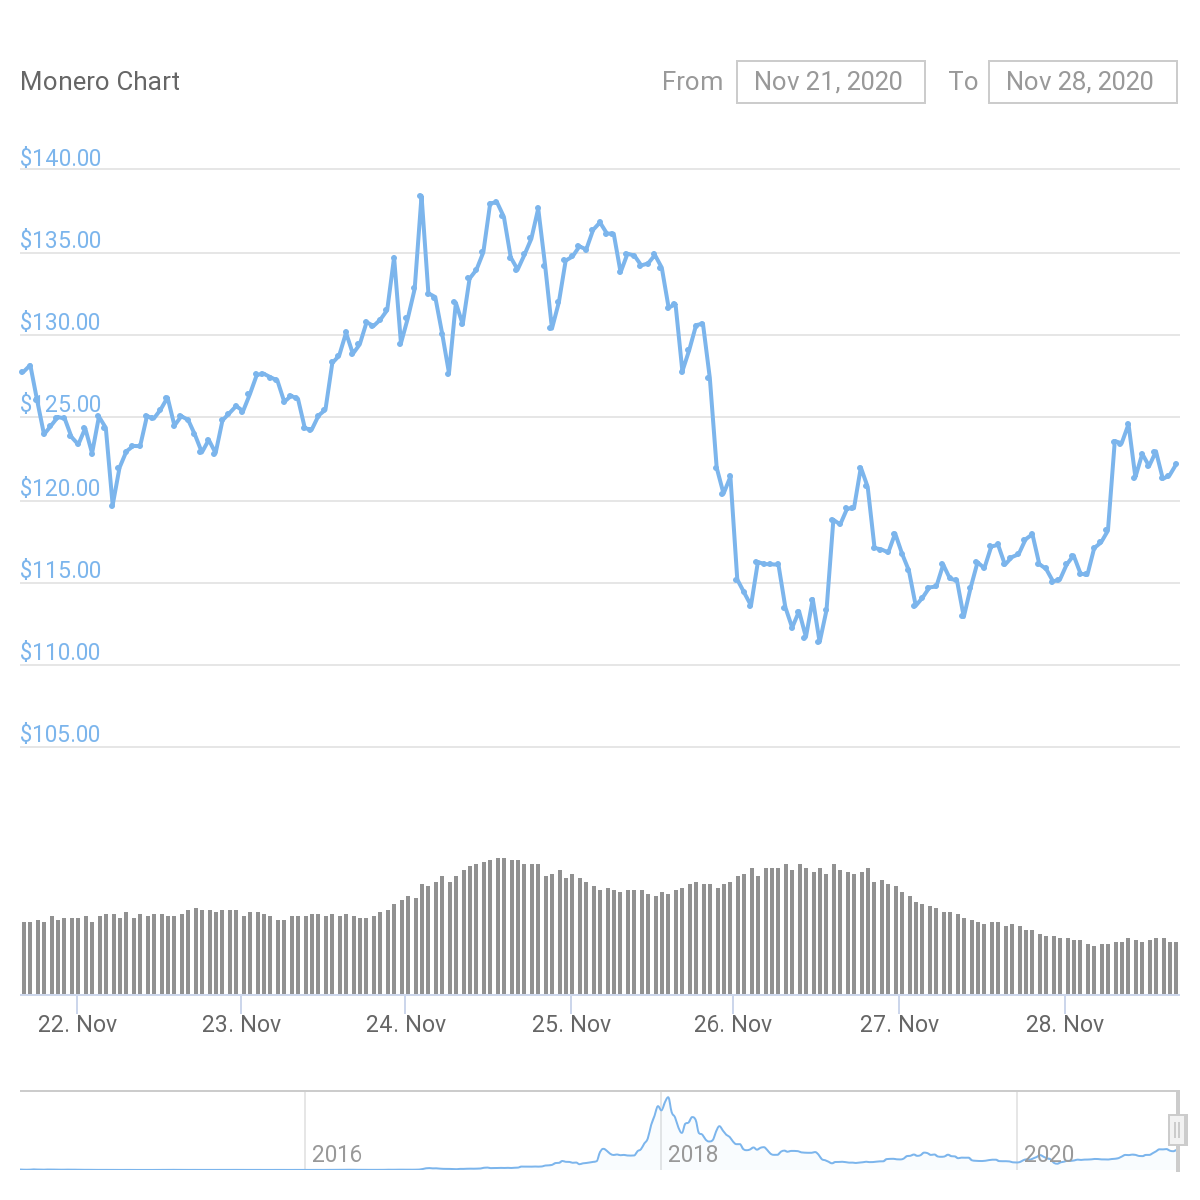 Monero Chart From Nov 21, 2020 To Nov 28, 2020
$140.00
$135.00
$130.00
$125.00
$120.00
$115.00
$110.00
$105.00
22. Nov 23. Nov 24. Nov 25. Nov 26. Nov 27. Nov 28. Nov
2016 2018 2020